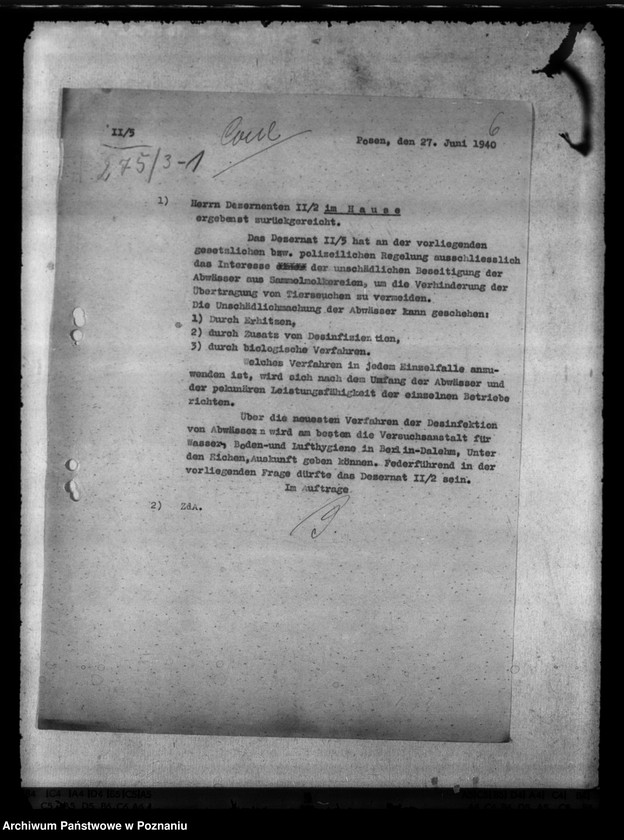 6
II/5
Posen, den 27. Juni 1940
275/3-1
1) Herrn Dezernenten II/2 im Hause
ergebenst zurückgereicht.
Das Dezernat II/5 hat an der vorliegenden
gesetzlichen bzw. polizeilichen Regelung ausschliesslich
das Interesse der unschädlichen Beseitigung der
Abwässer aus Sammelmolkereien, um die Verhinderung der
Übertragung von Tierseuchen zu vermeiden.
Die Unschädlichmachung der Abwässer kann geschehen:
1) Durch Erhitzen,
2) durch Zusatz von Desinfizien tion,
3) durch biologische Verfahren.
Welches Verfahren in jedem Einzelfalle anzu-
wenden ist, wird sich nach dem Umfang der Abwässer und
der pekunären Leistungsfähigkeit der einzelnen Betriebe
richten.
Über die neuesten Verfahren der Desinfektion
von Abwässern wird am besten die Versuchsanstalt für
Wasser, Boden-und Lufthygiene in Berlin-Dalehm, Unter
den Eichen,Auskunft geben können. Federführend in der
vorliegenden Frage dürfte das Desernat II/2 sein.
Im Auftrage
2) ZdA.
Archiwum Państwowe w Poznaniu